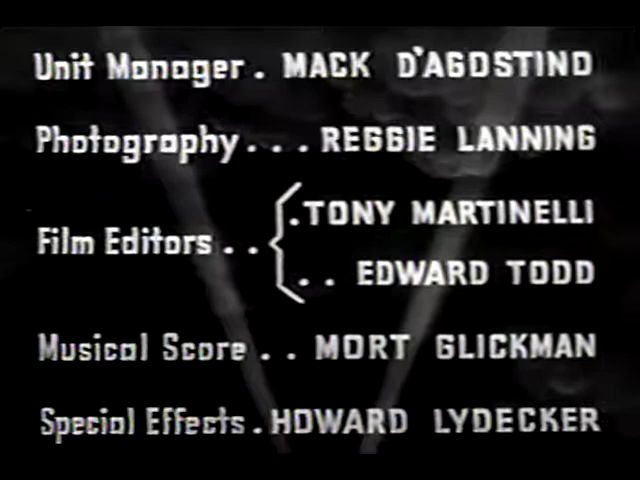 Unit Manager . MACK D'AGOSTINO
Photography . . . REGGIE LANNING
Film Editors . . { .TONY MARTINELLI
. . EDWARD TODD
Musical Score . . MORT GLICKMAN
Special Effects . HOWARD LYDECKER